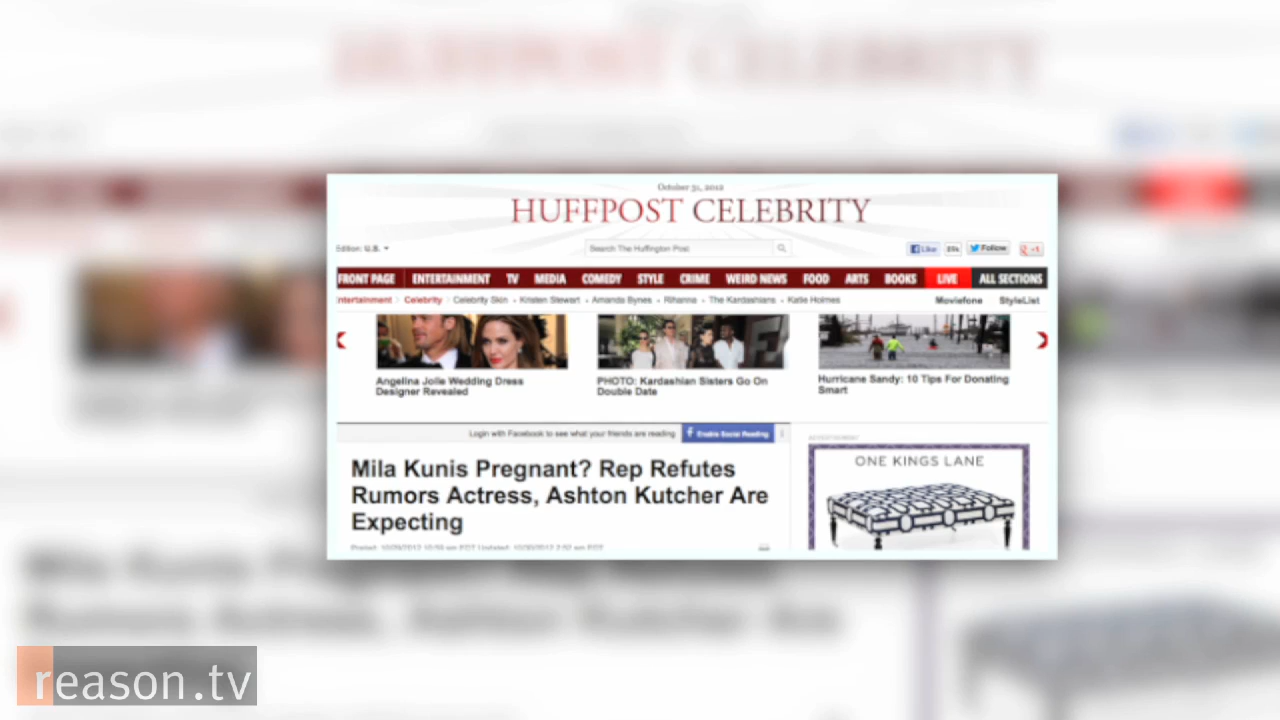 October 31, 2012
HUFFPOST CELEBRITY
Edition: U.S.
Search The Huffington Post
Like
Follow
+1
FRONT PAGE ENTERTAINMENT TV MEDIA COMEDY STYLE CRIME WEIRD NEWS FOOD ARTS BOOKS LIVE ALL SECTIONS
ntertainment Celebrity Celebrity Skin • Kristen Stewart • Amanda Bynes • Rihanna • The Kardashians • Katie Holmes Moviefone StyleList
Angelina Jolie Wedding Dress
Designer Revealed
PHOTO: Kardashian Sisters Go On
Double Date
Hurricane Sandy: 10 Tips For Donating
Smart
Login with Facebook to see what your friends are reading
Enable Social Reading
ADVERTISEMENT
Mila Kunis Pregnant? Rep Refutes
Rumors Actress, Ashton Kutcher Are
Expecting
ONE KINGS LANE
reason.tv